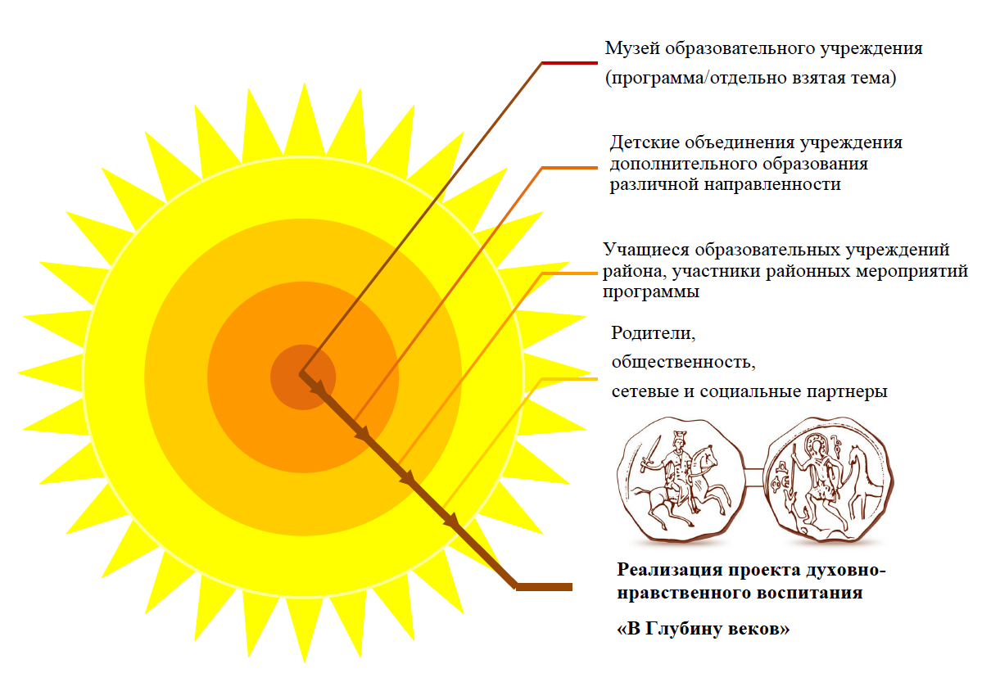 Музей образовательного учреждения
(программа/отдельно взятая тема)
Детские объединения учреждения
дополнительного образования
различной направленности
Учащиеся образовательных учреждений
района, участники районных мероприятий
программы
Родители,
общественность,
сетевые и социальные партнеры
Реализация проекта духовно-
нравственного воспитания
«В Глубину веков»